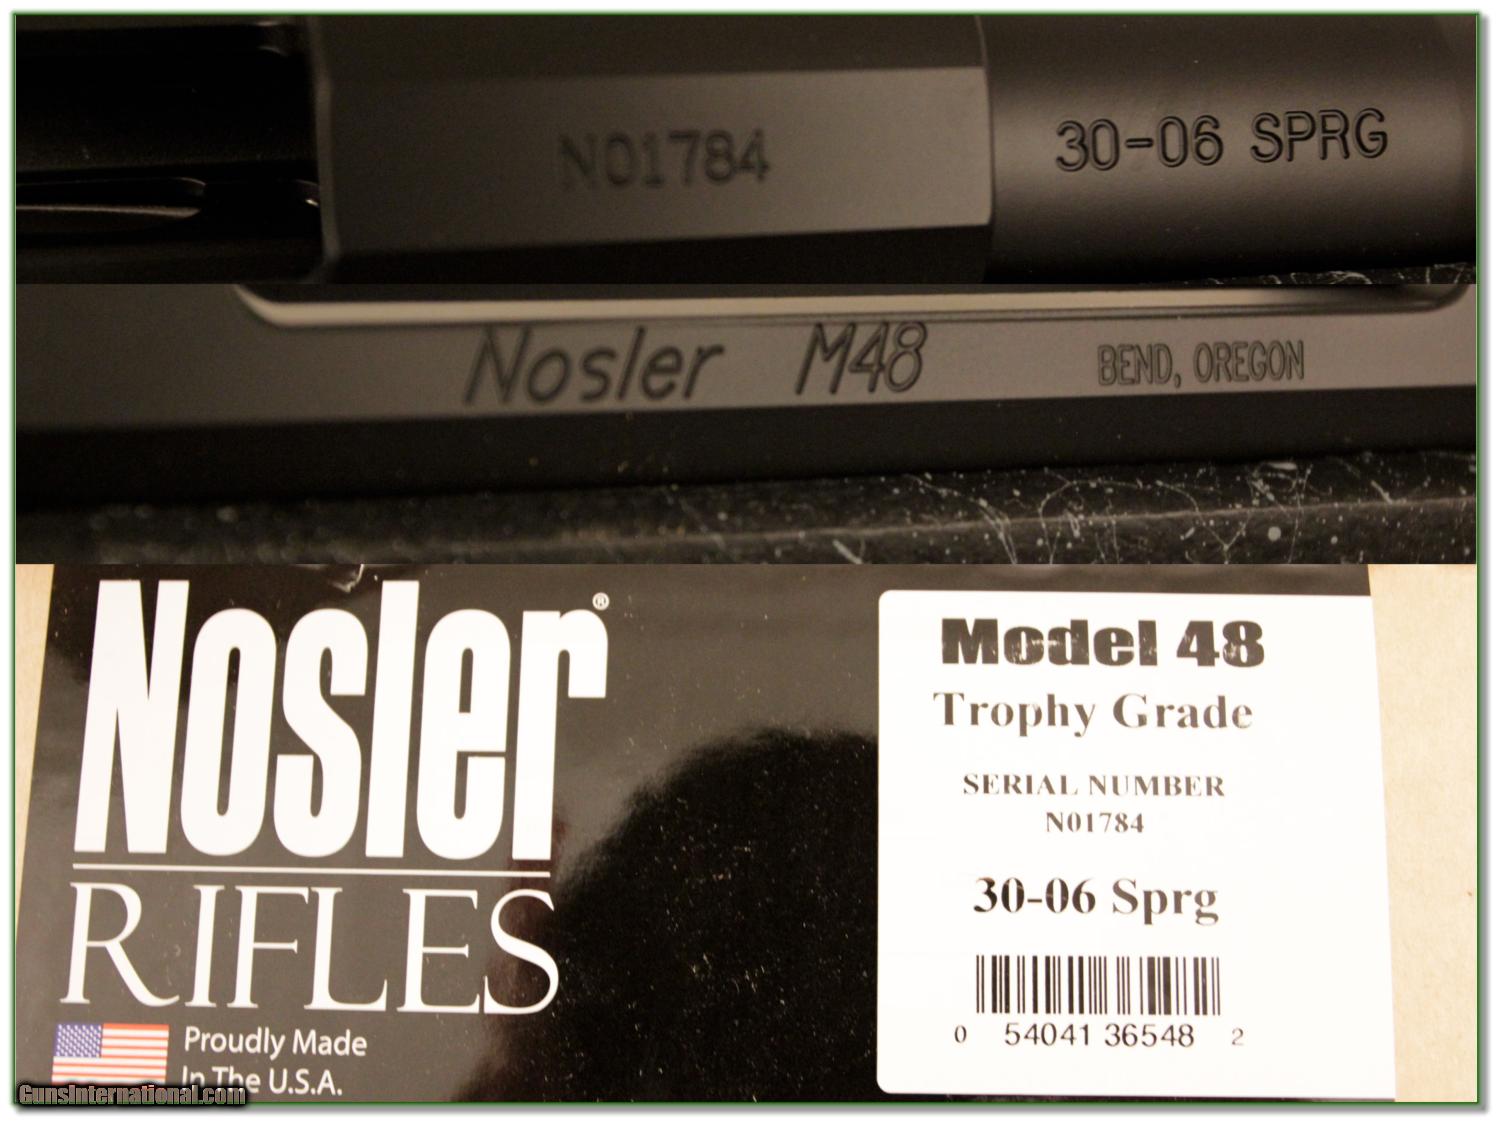 N01784
30-06 SPRG
Nosler M48 BEND, OREGON
Nosler®
RIFLES
Proudly Made
In The U.S.A.
Model 48
Trophy Grade
SERIAL NUMBER
N01784
30-06 Sprg
0 54041 36548 2
GunsInternational.com